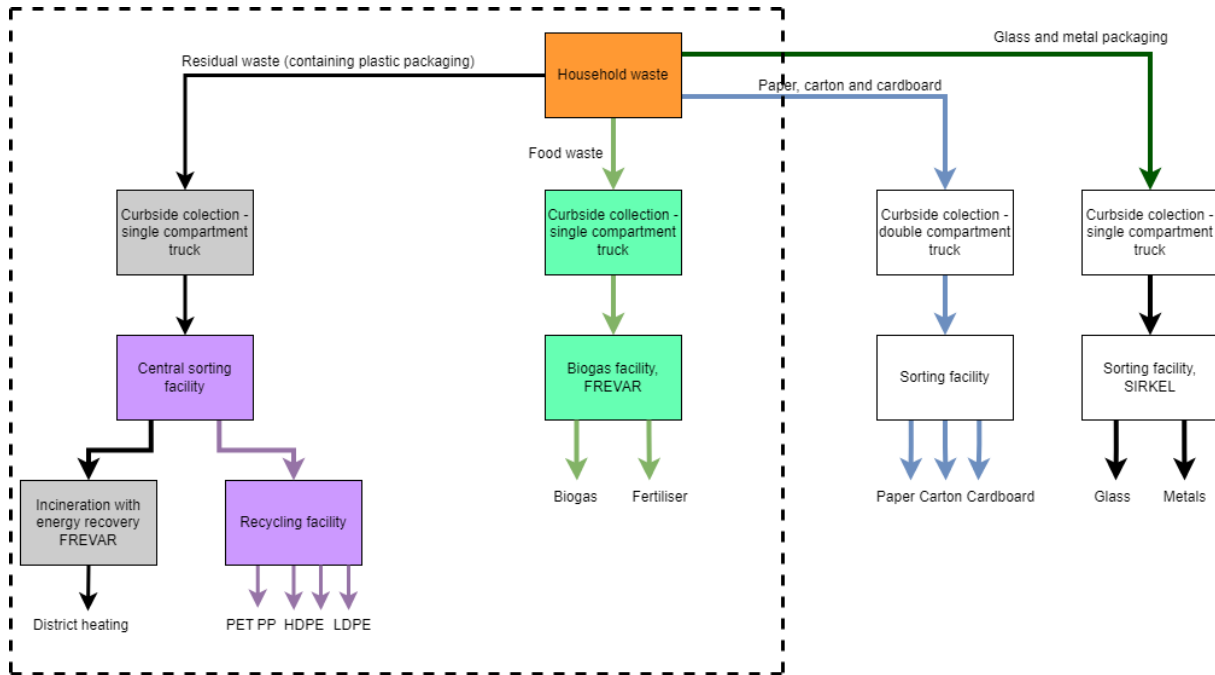 Glass and metal packaging
Residual waste (containing plastic packaging)
Household waste
Paper, carton and cardboard
Food waste
Curbside colection -
single compartment
truck
Curbside collection -
single compartment
truck
Curbside colection -
double compartment
truck
Curbside colection -
single compartment
truck
Central sorting
facility
Biogas facility,
FREVAR
Sorting facility
Sorting facility,
SIRKEL
Incineration with
energy recovery
FREVAR
Recycling facility
Biogas
Fertiliser
Paper Carton Cardboard
Glass
Metals
District heating
PET PP HDPE LDPE